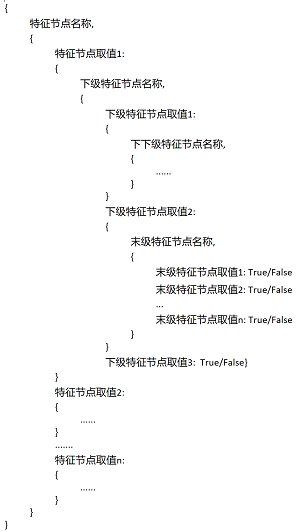 {
特征节点名称,
{
特征节点取值1:
{
下级特征节点名称,
{
下级特征节点取值1:
{
下下级特征节点名称,
{
......
}
}
下级特征节点取值2:
{
末级特征节点名称,
{
末级特征节点取值1: True/False
末级特征节点取值2: True/False
...
末级特征节点取值n: True/False
}
}
下级特征节点取值3: True/False}
}
特征节点取值2:
{
......
}
.......
特征节点取值n:
{
......
}
}
}